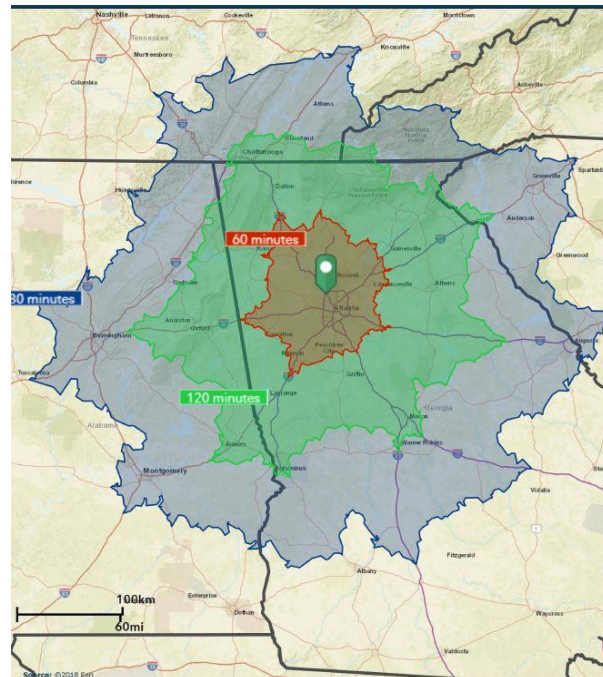 Nashville
Lebanon
Cookeville
Morristown
Tennessee
Murfreesboro
Knoxville
Columbia
Asheville
Athens
Cleveland
Chattanooga
Huntsville
Dalton
Greenville
Spartanb
Anderson
60 minutes
Rome
Gainesville
Greenwood
Roswell
Lawrenceville
Athens
80 minutes
Gadsden
Atlanta
Anniston
Oxford
Carrollton
Birmingham
Peachtree
City
Newnan
Augusta
Tuscaloosa
Griffin
120 minutes
Lagrange
Georgia
Macon
Alabama
Auburn
Warner Robins
Columbus
Montgomery
Vidalia
Fitzgerald
Albany
100km
Enterprise
60mi
Dothan
Waycross
Valdosta
Source: ©2018 Esri